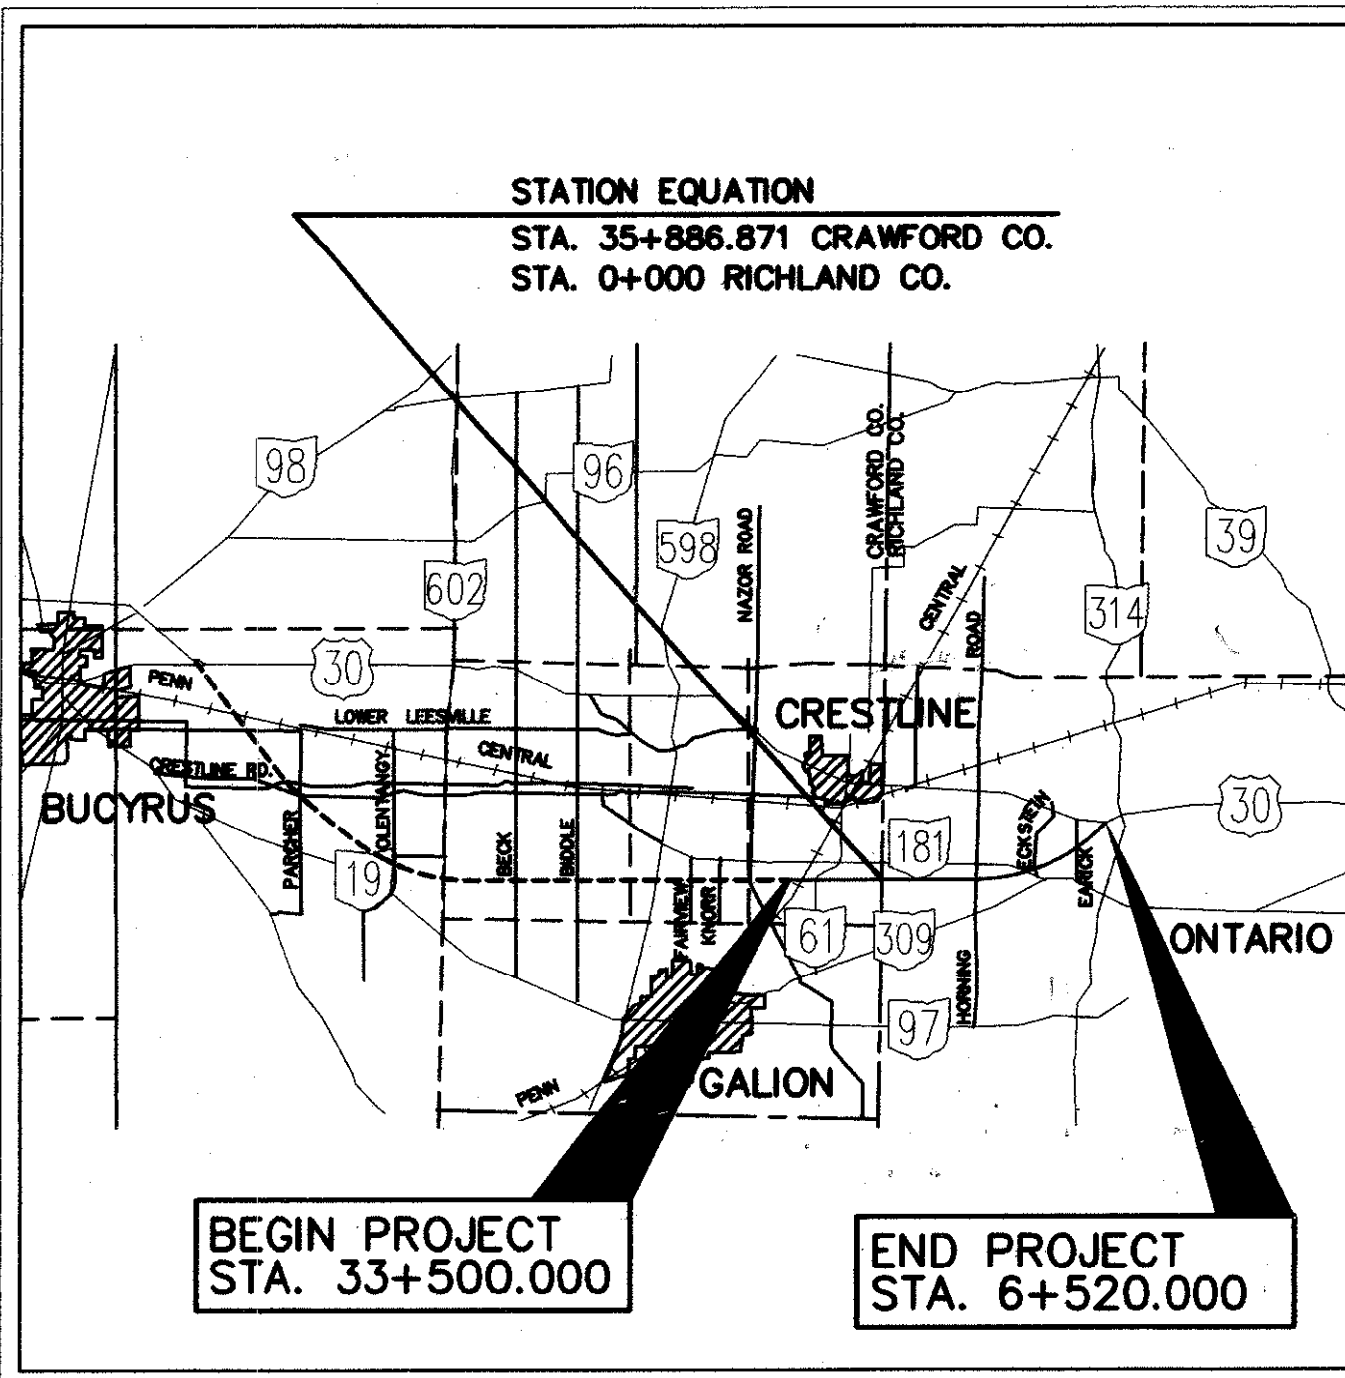 STATION EQUATION
STA. 35+886.871 CRAWFORD CO.
STA. 0+000 RICHLAND CO.
CRAWFORD CO.
RICHLAND CO.
98
96
598
NAZOR ROAD
39
602
CENTRAL
314
ROAD
30
PENN
LOWER LEESVILLE
CRESTLINE
CENTRAL
CRESTLINE RD.
OLENTANGY
BUCYRUS
PARCHER
BECK
BIDDLE
181
ECKSTEIN
30
19
EARICK
FAIRVIEW
KNORR
61
309
ONTARIO
HORNING
97
PENN
GALION
BEGIN PROJECT
STA. 33+500.000
END PROJECT
STA. 6+520.000